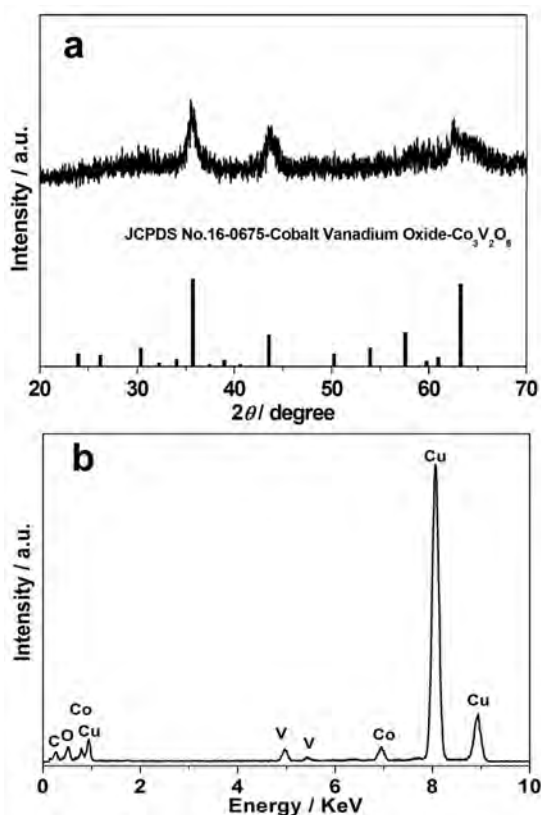 a
Intensity / a.u.
JCPDS No.16-0675-Cobalt Vanadium Oxide-Co₃V₂O₈
20 30 40 50 60 70
2θ / degree
b
Intensity / a.u.
Cu
Cu
Co
C O Cu
V V Co
0 2 4 6 8 10
Energy / KeV